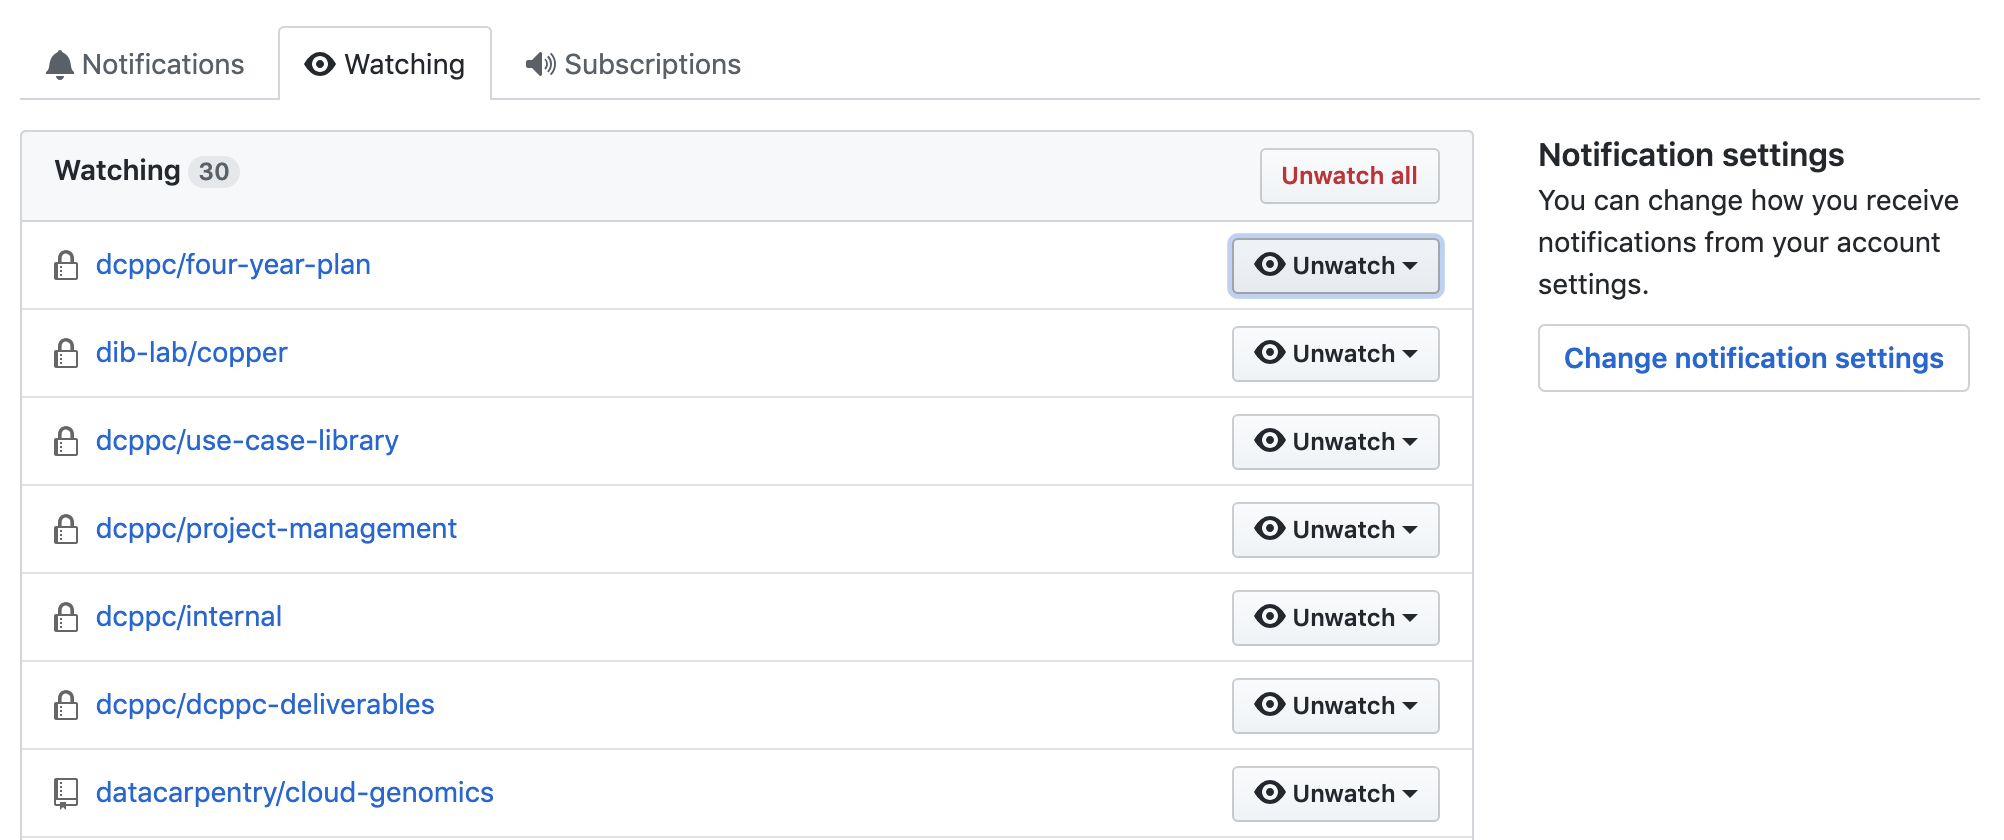 Notifications Watching Subscriptions
Watching 30 Unwatch all
dcppc/four-year-plan Unwatch
dib-lab/copper Unwatch
dcppc/use-case-library Unwatch
dcppc/project-management Unwatch
dcppc/internal Unwatch
dcppc/dcppc-deliverables Unwatch
datacarpentry/cloud-genomics Unwatch
Notification settings
You can change how you receive
notifications from your account
settings.
Change notification settings